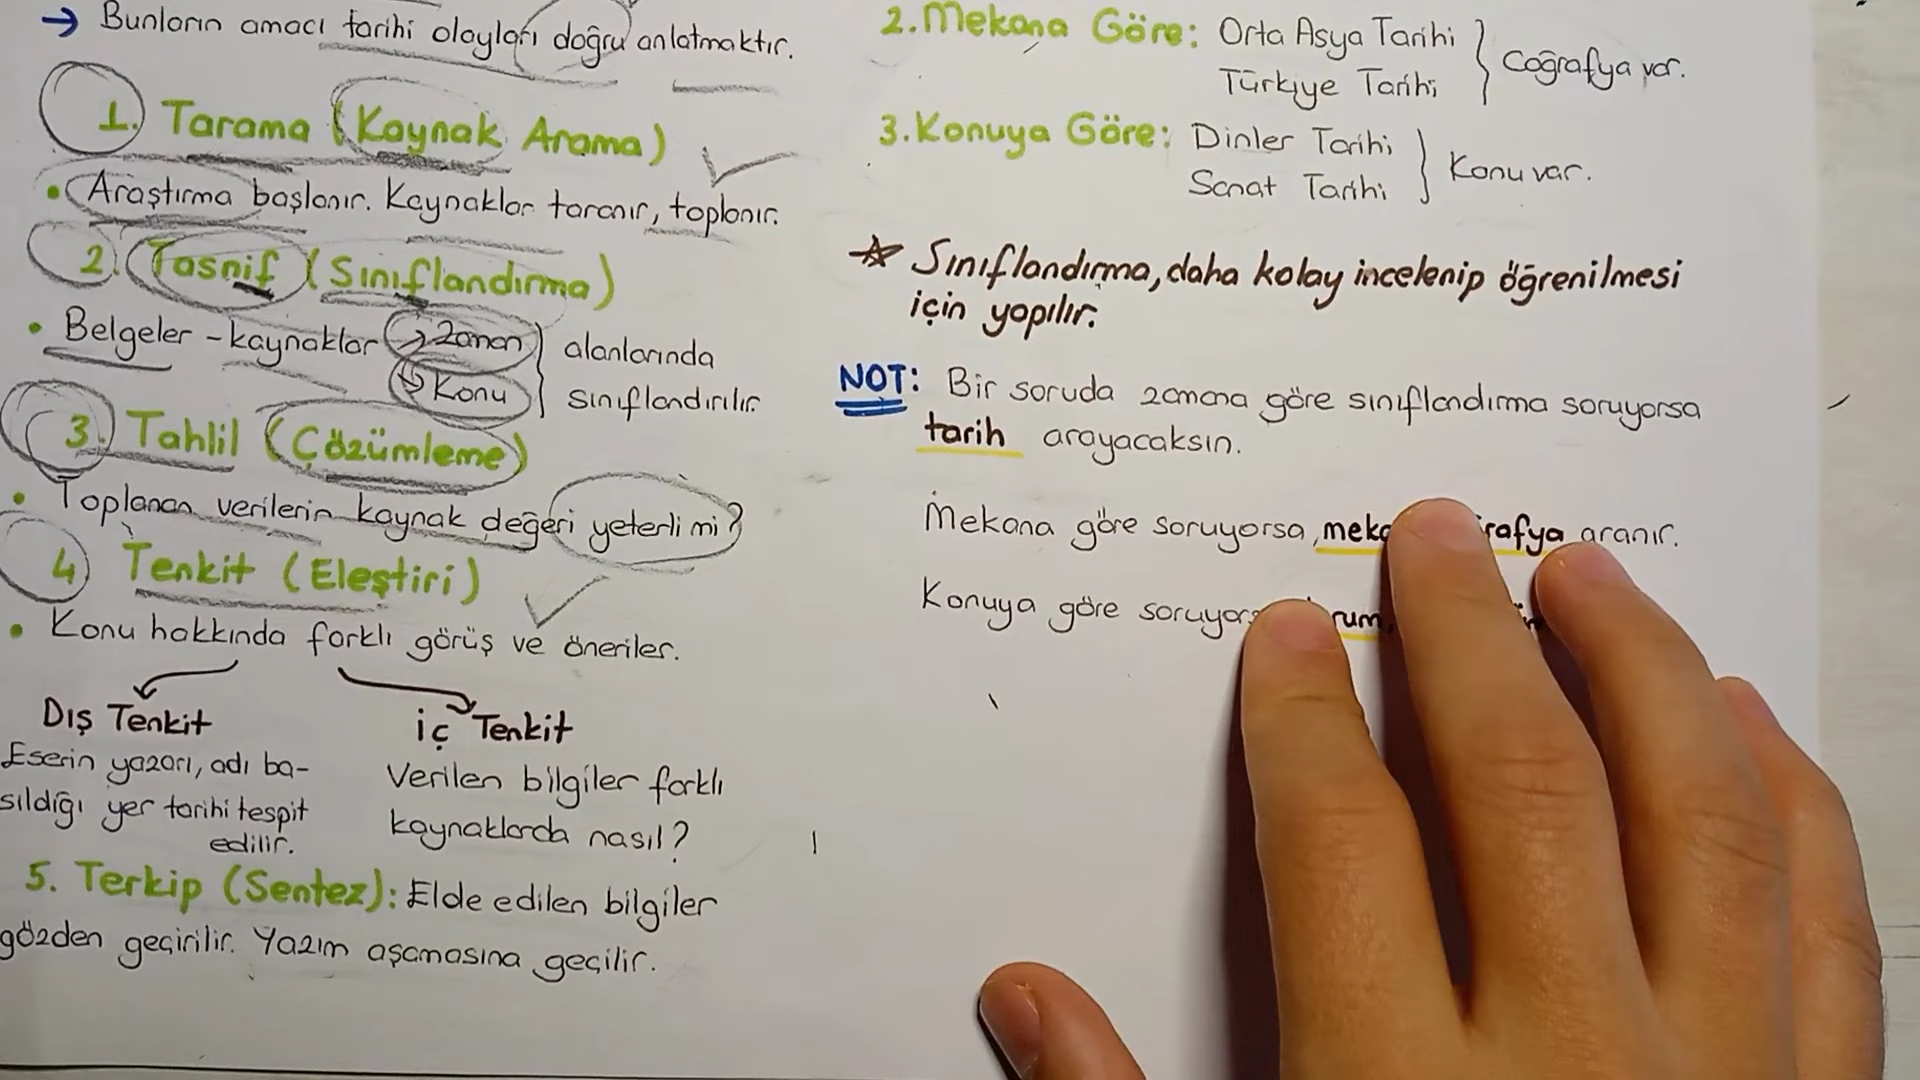 → Bunların amacı tarihi olayları doğru anlatmaktır.
1. Tarama (Kaynak Arama)
• Araştırma başlanır. Kaynaklar taranır, toplanır.
2. Tasnif (Sınıflandırma)
• Belgeler - kaynaklar → Zaman } alanlarında
→ Konu } sınıflandırılır.
3. Tahlil (Çözümleme)
• Toplanan verilerin kaynak değeri yeterli mi?
4 Tenkit (Eleştiri)
• Konu hakkında farklı görüş ve öneriler.
Dış Tenkit
Eserin yazarı, adı ba-
sıldığı yer tarihi tespit
edilir.
İç Tenkit
Verilen bilgiler farklı
kaynaklarda nasıl?
5. Terkip (Sentez): Elde edilen bilgiler
gözden geçirilir. Yazım aşamasına geçilir.
2. Mekana Göre: Orta Asya Tarihi
Türkiye Tarihi } Coğrafya var.
3. Konuya Göre: Dinler Tarihi
Sanat Tarihi } Konu var.
☆ Sınıflandırma, daha kolay incelenip öğrenilmesi
için yapılır.
NOT: Bir soruda zamana göre sınıflandırma soruyorsa
tarih arayacaksın.
Mekana göre soruyorsa, aranır.
Konuya göre